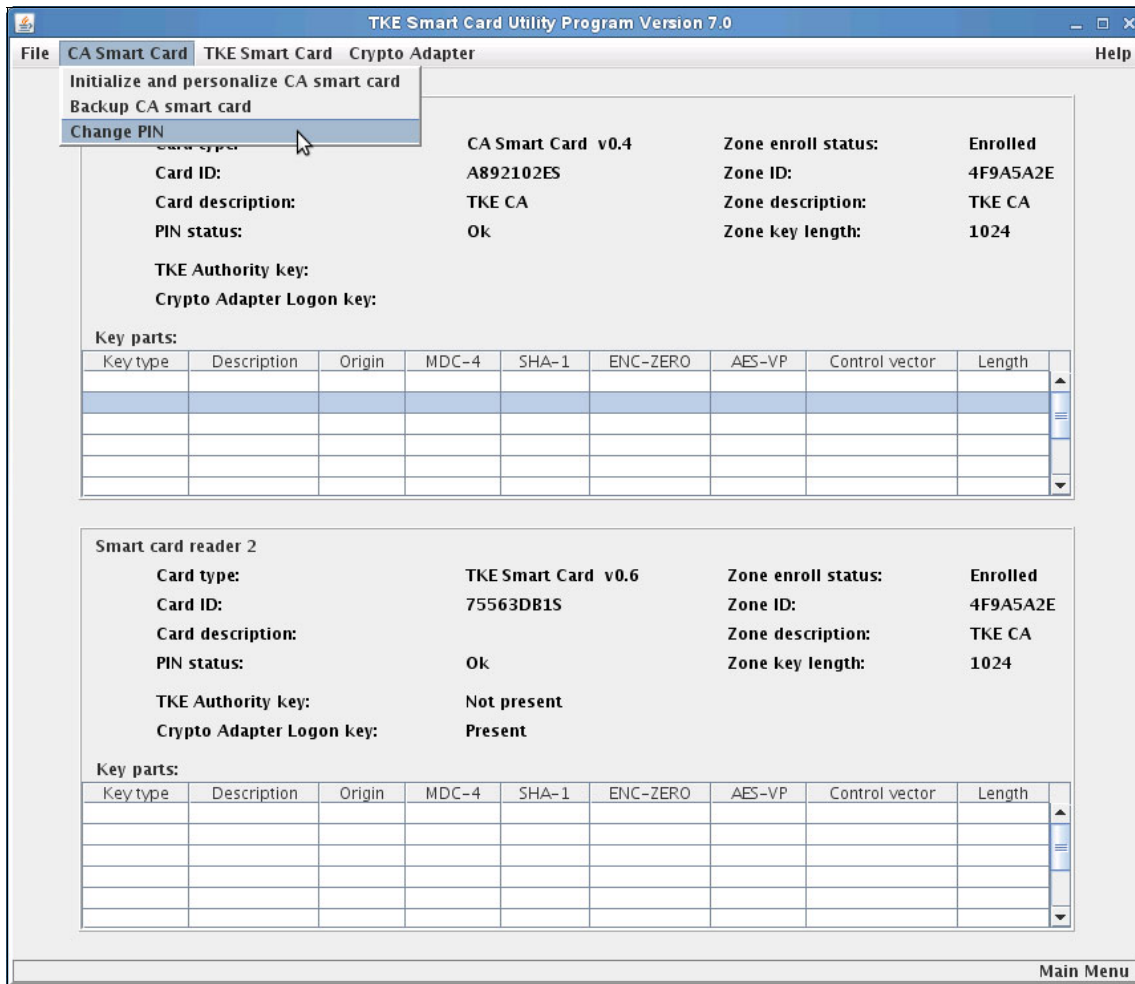 TKE Smart Card Utility Program Version 7.0
File CA Smart Card TKE Smart Card Crypto Adapter Help
Initialize and personalize CA smart card
Backup CA smart card
Change PIN
CA Smart Card v0.4 Zone enroll status: Enrolled
Card ID: A892102ES Zone ID: 4F9A5A2E
Card description: TKE CA Zone description: TKE CA
PIN status: Ok Zone key length: 1024
TKE Authority key:
Crypto Adapter Logon key:
Key parts:
Key type Description Origin MDC-4 SHA-1 ENC-ZERO AES-VP Control vector Length
Smart card reader 2
Card type: TKE Smart Card v0.6 Zone enroll status: Enrolled
Card ID: 75563DB1S Zone ID: 4F9A5A2E
Card description: Zone description: TKE CA
PIN status: Ok Zone key length: 1024
TKE Authority key: Not present
Crypto Adapter Logon key: Present
Key parts:
Key type Description Origin MDC-4 SHA-1 ENC-ZERO AES-VP Control vector Length
Main Menu